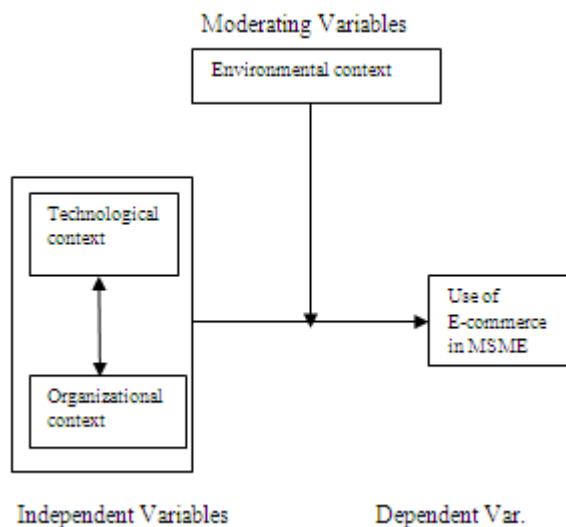 Moderating Variables
Environmental context
Technological
context
Use of
E-commerce
in MSME
Organizational
context
Independent Variables
Dependent Var.